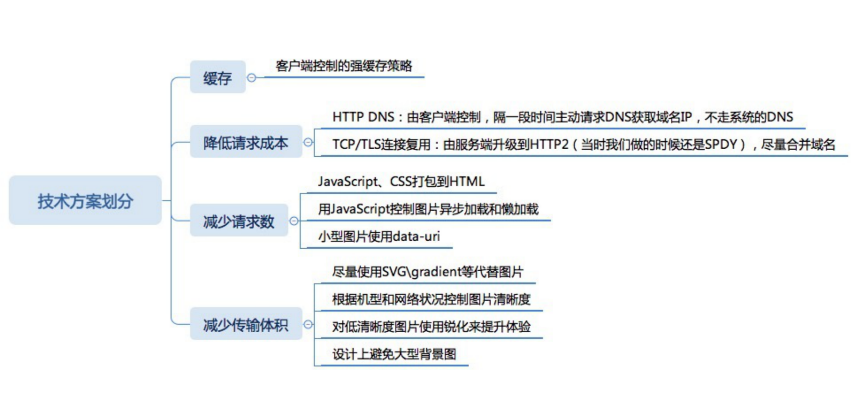 技术方案划分
缓存
客户端控制的强缓存策略
降低请求成本
HTTP DNS：由客户端控制，隔一段时间主动请求DNS获取域名IP，不走系统的DNS
TCP/TLS连接复用：由服务端升级到HTTP2（当时我们做的时候还是SPDY），尽量合并域名
减少请求数
JavaScript、CSS打包到HTML
用JavaScript控制图片异步加载和懒加载
小型图片使用data-uri
减少传输体积
尽量使用SVG\gradient等代替图片
根据机型和网络状况控制图片清晰度
对低清晰度图片使用锐化来提升体验
设计上避免大型背景图